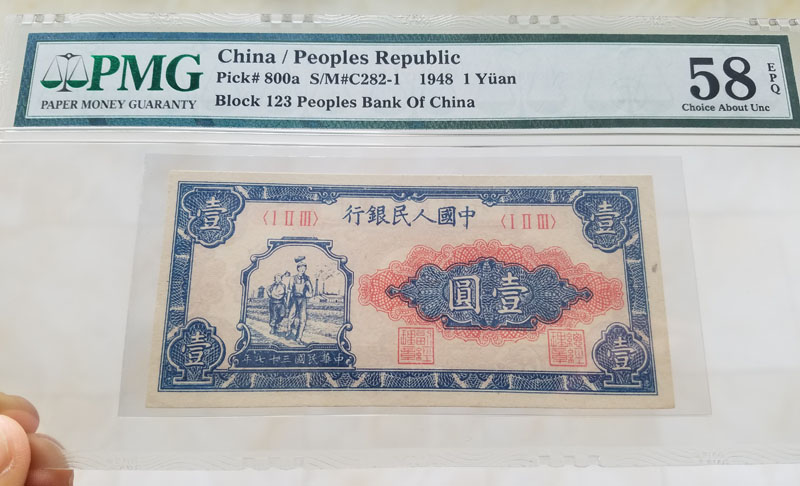 PMG
PAPER MONEY GUARANTY
China / Peoples Republic
Pick# 800a S/M#C282-1 1948 1 Yüan
Block 123 Peoples Bank Of China
58 EPQ
Choice About Unc
壹 壹
行銀民人國中
〈I II III〉 〈I II III〉
圓壹
年七十三國民華中
壹 壹